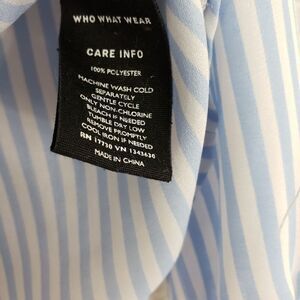 WHO WHAT WEAR
CARE INFO
100% POLYESTER
MACHINE WASH COLD
SEPARATELY
GENTLE CYCLE
ONLY NON-CHLORINE
BLEACH IF NEEDED
TUMBLE DRY LOW
REMOVE PROMPTLY
COOL IRON IF NEEDED
RN 17730 VN 1243636
MADE IN CHINA